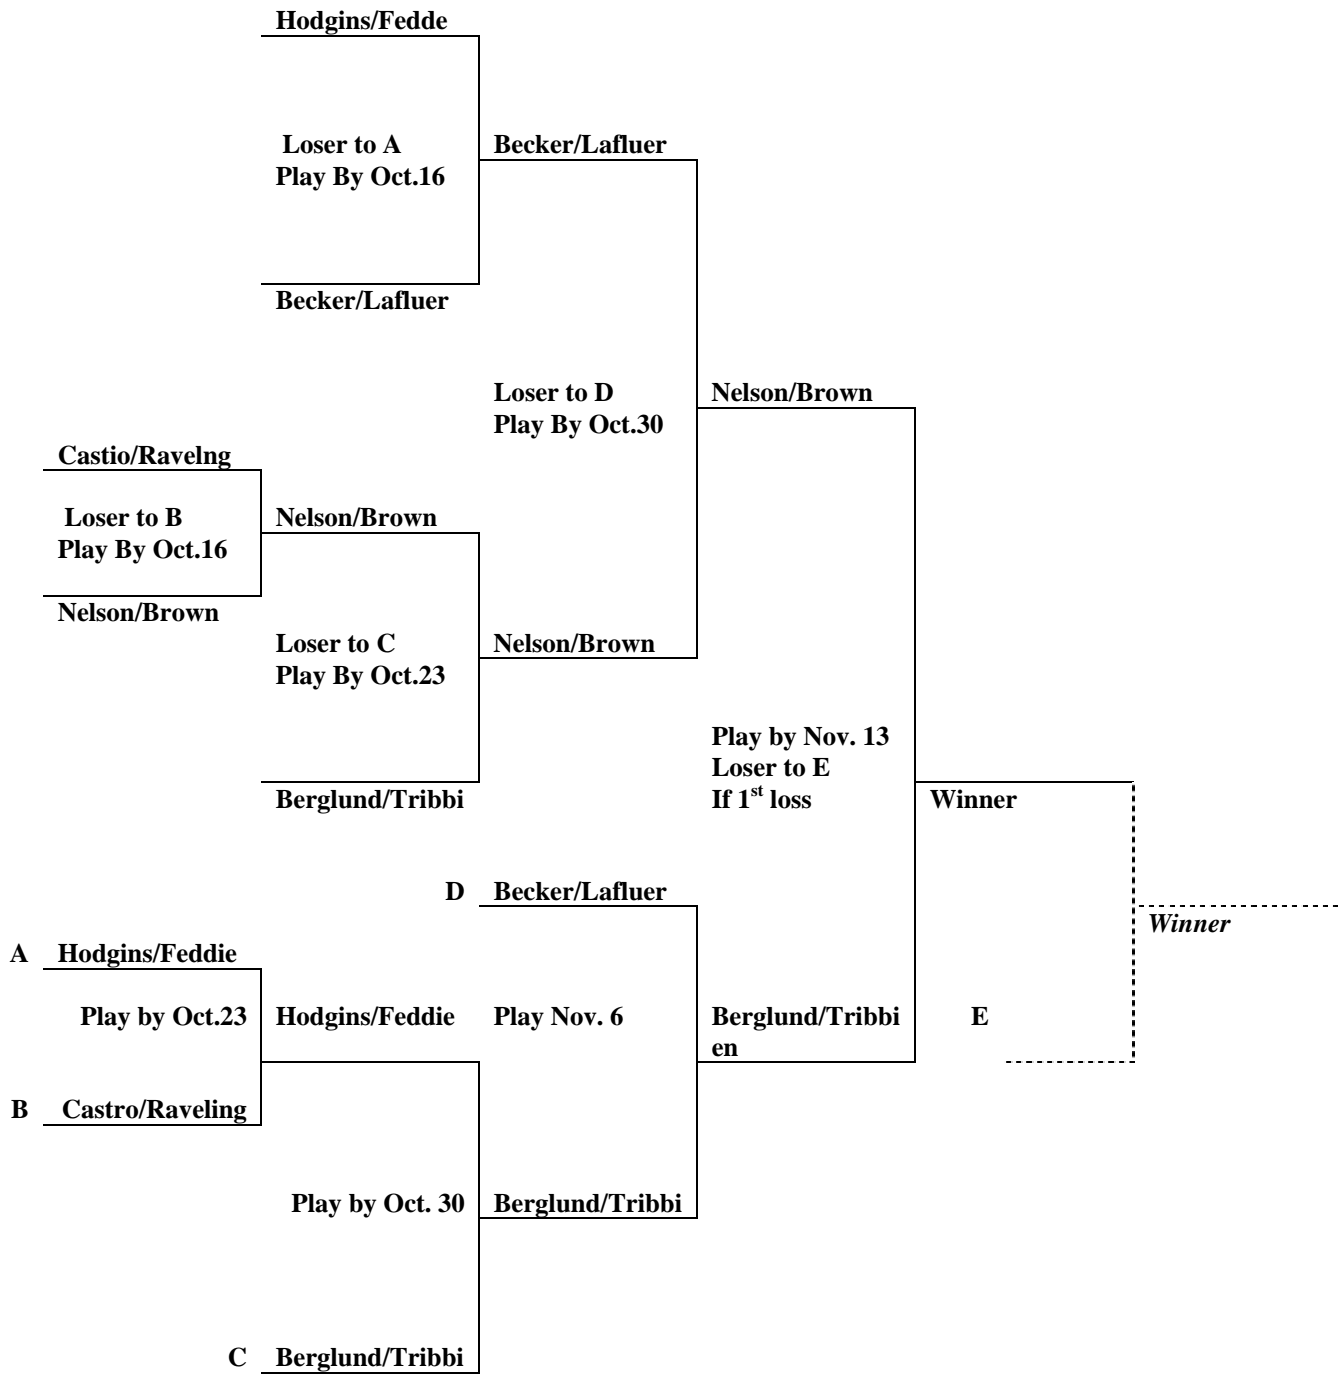 Hodgins/Fedde
Loser to A
Play By Oct.16
Becker/Lafluer
Becker/Lafluer
Loser to D
Play By Oct.30
Nelson/Brown
Castio/Ravelng
Loser to B
Play By Oct.16
Nelson/Brown
Nelson/Brown
Loser to C
Play By Oct.23
Nelson/Brown
Play by Nov. 13
Loser to E
If 1st loss
Berglund/Tribbi
Winner
D Becker/Lafluer
Winner
A Hodgins/Feddie
Play by Oct.23
Hodgins/Feddie
Play Nov. 6
Berglund/Tribbi
en
E
B Castro/Raveling
Play by Oct. 30
Berglund/Tribbi
C Berglund/Tribbi